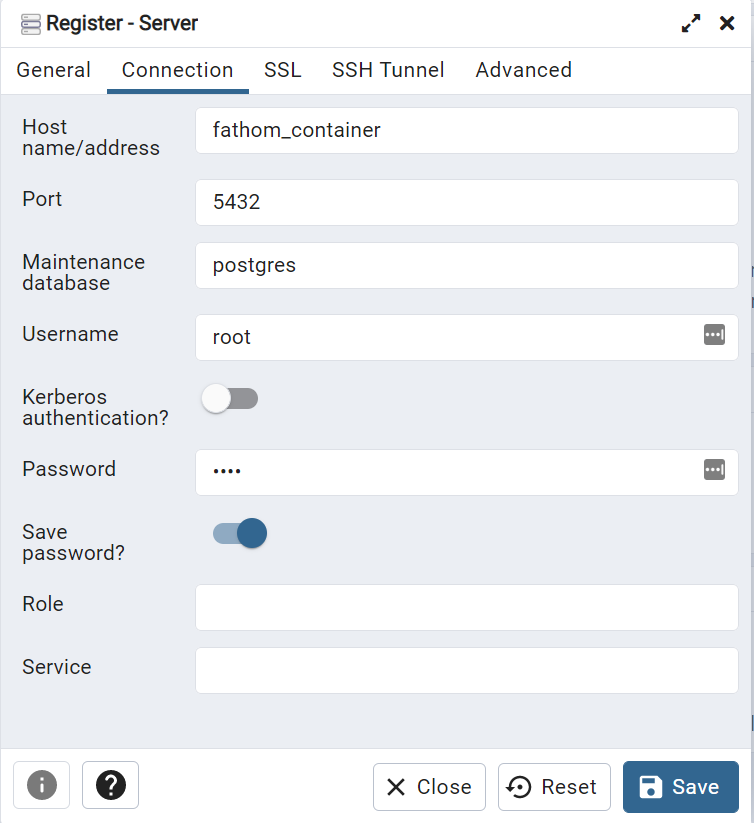 Register - Server
General Connection SSL SSH Tunnel Advanced
Host
name/address
fathom_container
Port
5432
Maintenance
database
postgres
Username
root
Kerberos
authentication?
Password
••••
Save
password?
Role
Service
Close Reset Save